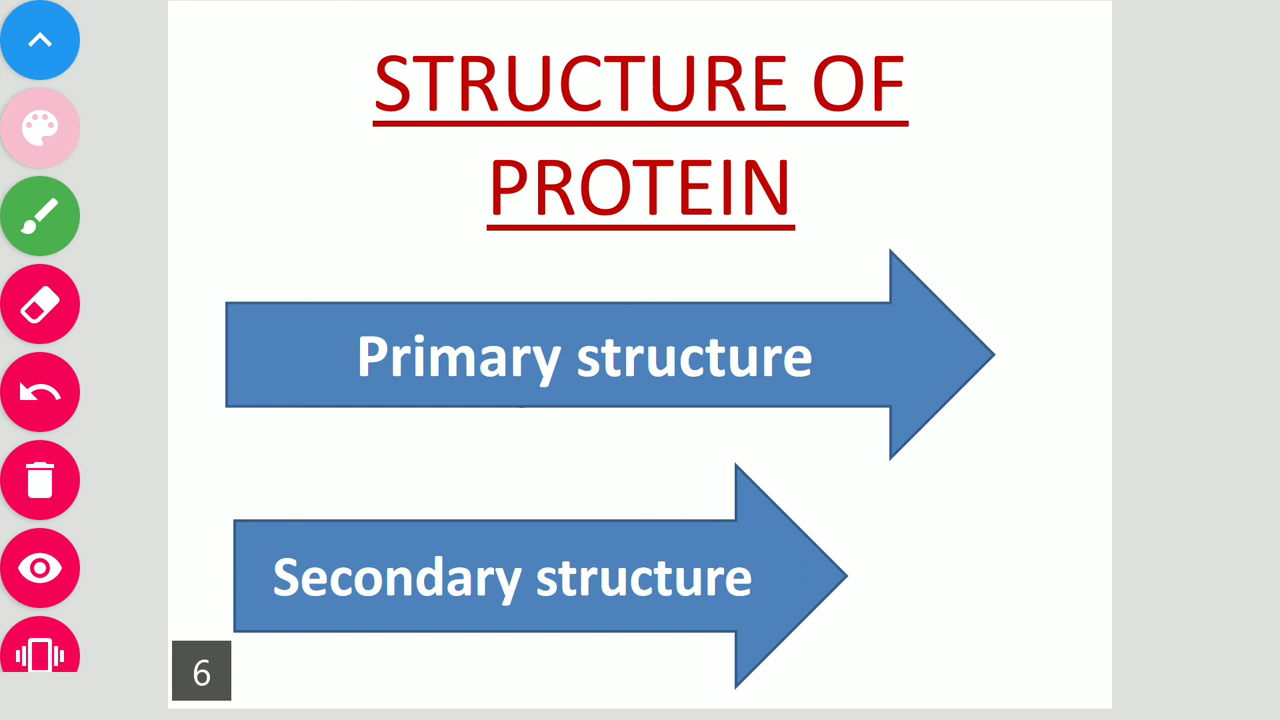 STRUCTURE OF
PROTEIN
Primary structure
Secondary structure
6